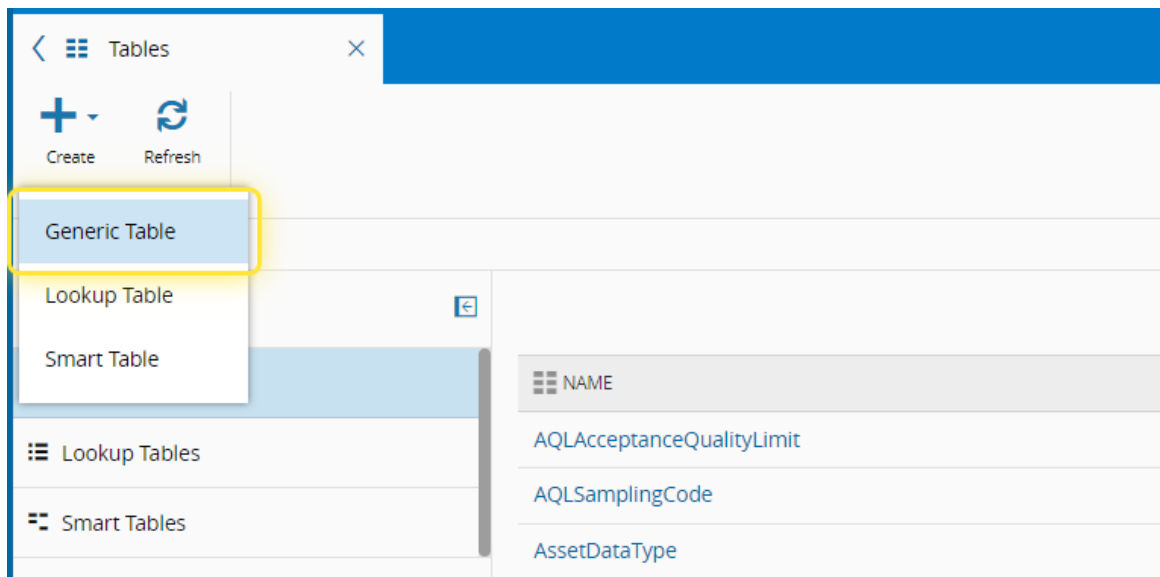 Tables
Create Refresh
Generic Table
Lookup Table
Smart Table
NAME
Lookup Tables
AQLAcceptanceQualityLimit
AQLSamplingCode
Smart Tables
AssetDataType